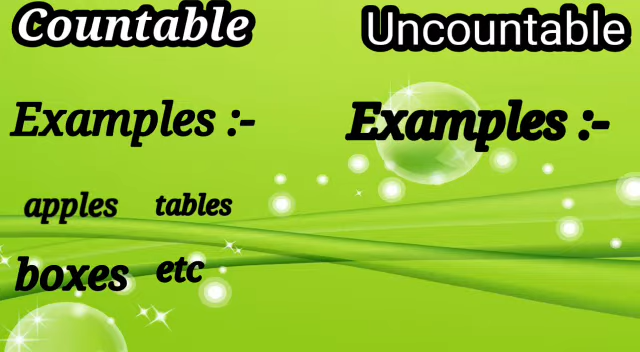 Countable
Uncountable
Examples :-
Examples :-
apples tables
boxes etc